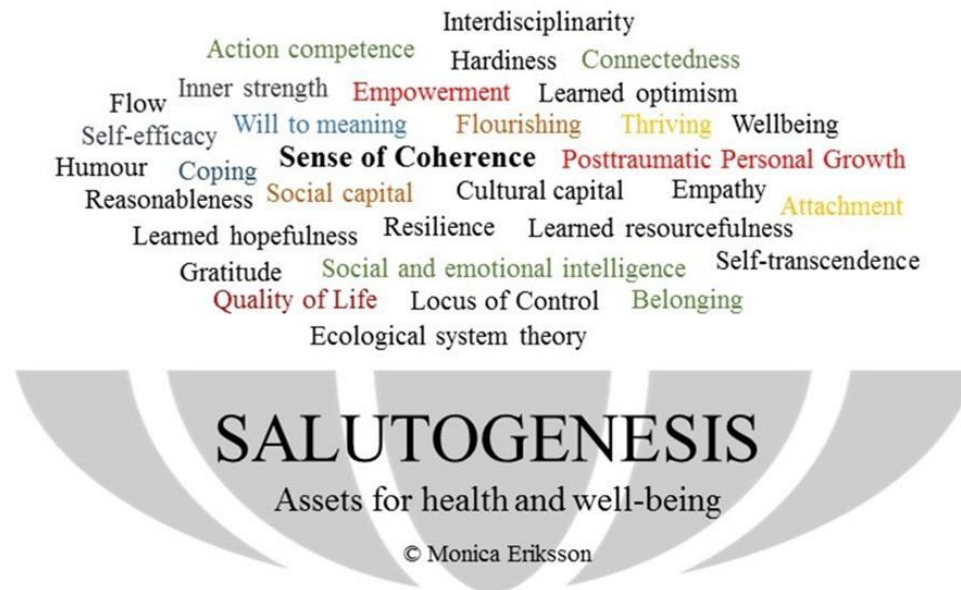 Interdisciplinarity
Action competence Hardiness Connectedness
Inner strength Empowerment Learned optimism
Flow
Self-efficacy Will to meaning Flourishing Thriving Wellbeing
Humour Coping Sense of Coherence Posttraumatic Personal Growth
Reasonableness Social capital Cultural capital Empathy
Attachment
Learned hopefulness Resilience Learned resourcefulness
Gratitude Social and emotional intelligence Self-transcendence
Quality of Life Locus of Control Belonging
Ecological system theory
SALUTOGENESIS
Assets for health and well-being
© Monica Eriksson